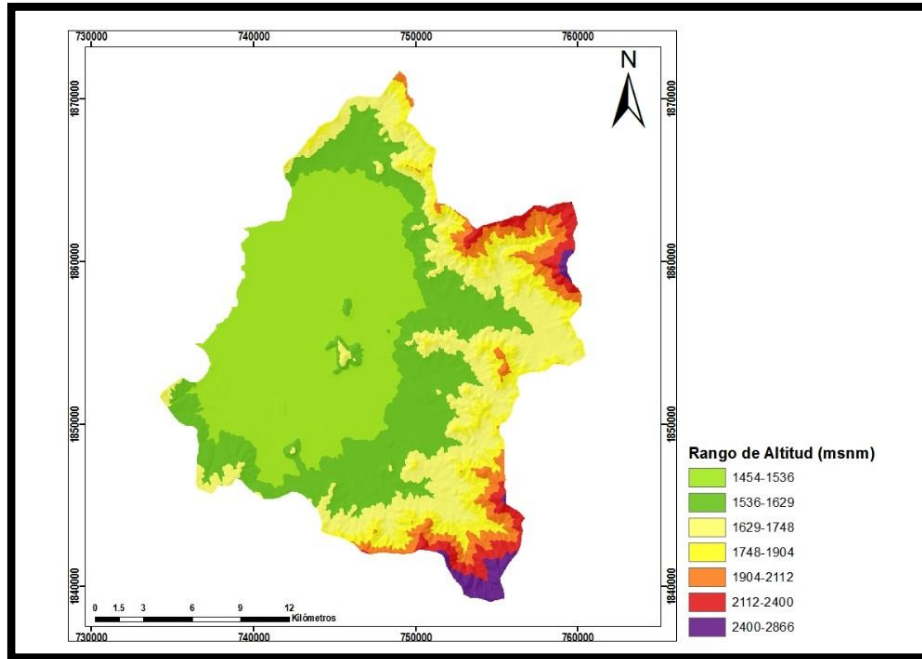 730000 740000 750000 760000
N
1870000 1870000
1860000 1860000
1850000 1850000
1840000 1840000
0 1.5 3 6 9 12
Kilómetros
730000 740000 750000 760000
Rango de Altitud (msnm)
1454-1536
1536-1629
1629-1748
1748-1904
1904-2112
2112-2400
2400-2866